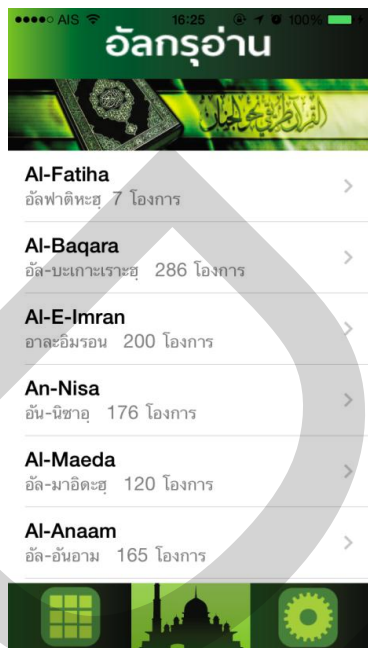 AIS 16:25 100%
อัลกรุอ่าน
Al-Fatiha
อัลฟาติหะฮฺ 7 โองการ
Al-Baqara
อัล-บะเกาะเราะฮฺ 286 โองการ
Al-E-Imran
อาละอิมรอน 200 โองการ
An-Nisa
อัน-นิซาอฺ 176 โองการ
Al-Maeda
อัล-มาอิดะฮฺ 120 โองการ
Al-Anaam
อัล-อันอาม 165 โองการ